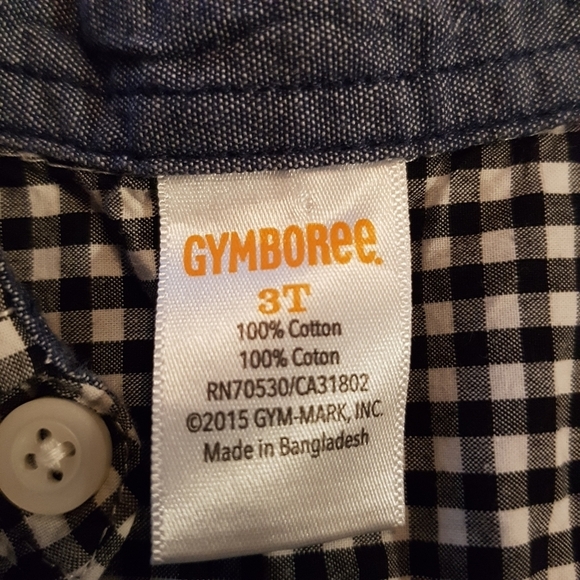 GYMBOREE.
3T
100% Cotton
100% Coton
RN70530/CA31802
©2015 GYM-MARK, INC.
Made in Bangladesh